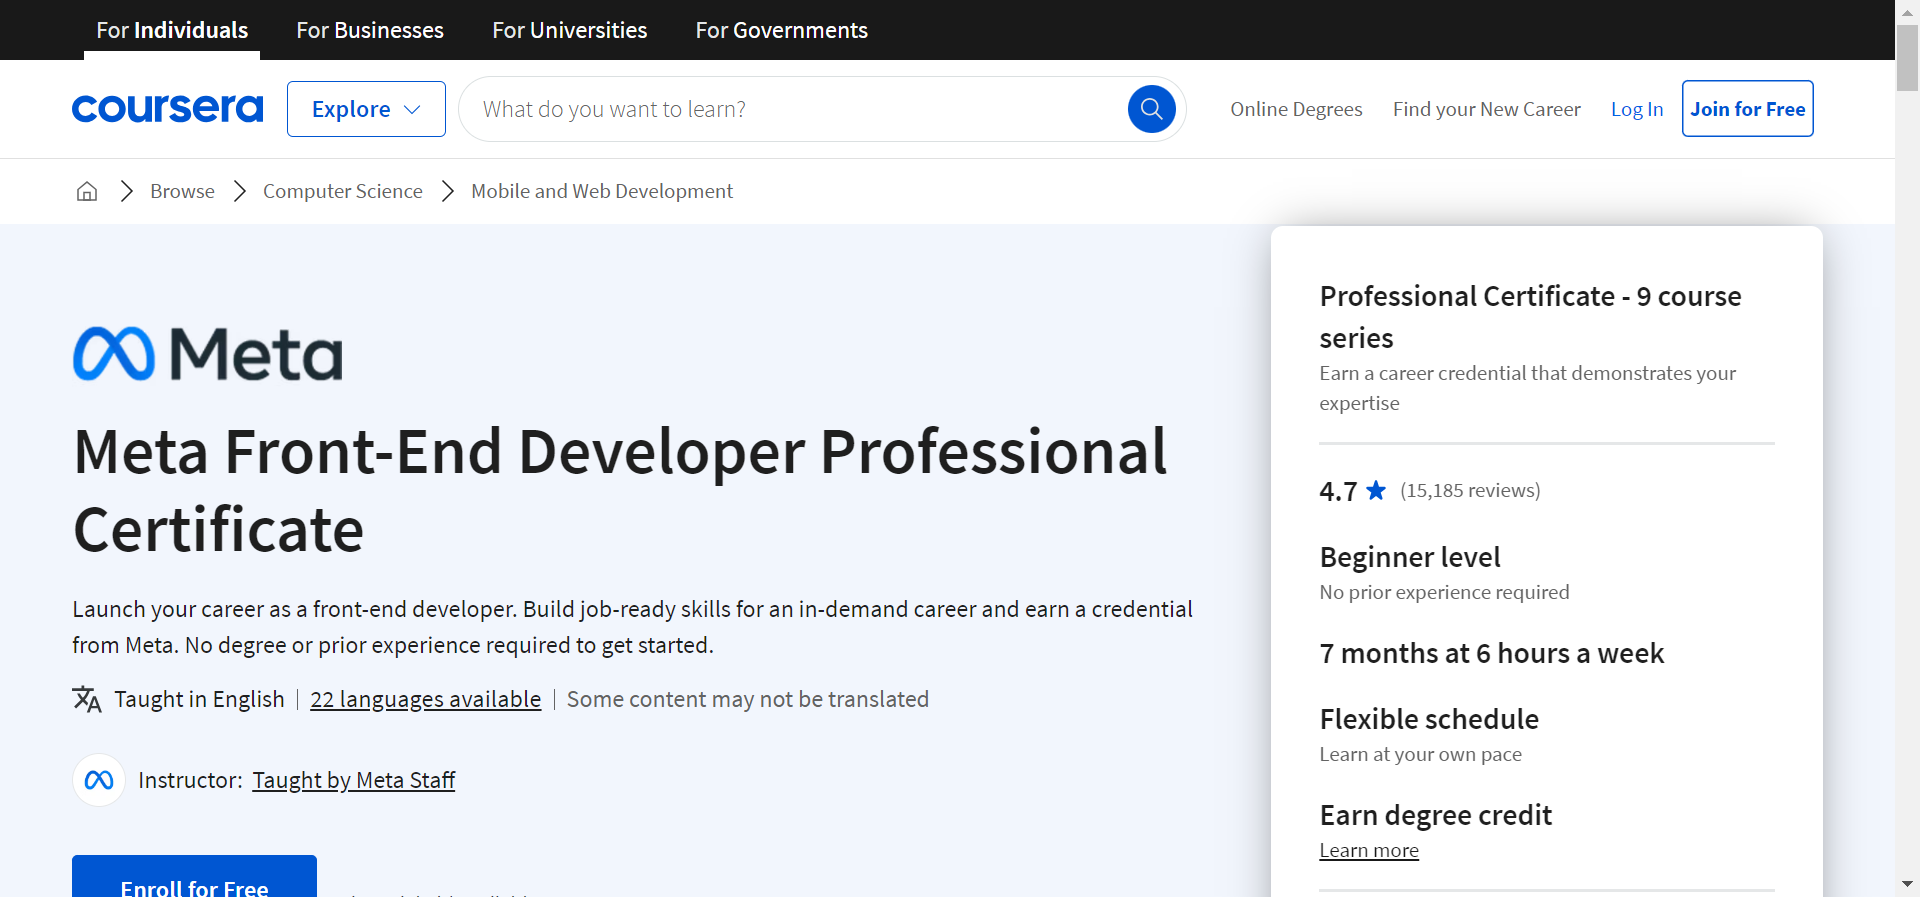 For Individuals
For Businesses
For Universities
For Governments
coursera
Explore
What do you want to learn?
Online Degrees
Find your New Career
Log In
Join for Free
Browse
Computer Science
Mobile and Web Development
Meta
Meta Front-End Developer Professional
Certificate
Launch your career as a front-end developer. Build job-ready skills for an in-demand career and earn a credential
from Meta. No degree or prior experience required to get started.
Taught in English
22 languages available
Some content may not be translated
Instructor: Taught by Meta Staff
Enroll for Free
Professional Certificate - 9 course
series
Earn a career credential that demonstrates your
expertise
4.7
(15,185 reviews)
Beginner level
No prior experience required
7 months at 6 hours a week
Flexible schedule
Learn at your own pace
Earn degree credit
Learn more